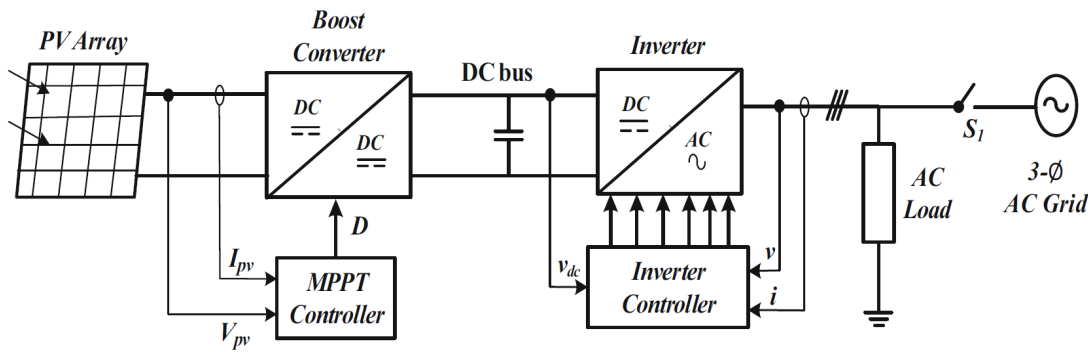 PV Array
Boost
Converter
DC bus
Inverter
DC
DC
DC
AC
S1
3-Ø
AC Grid
AC
Load
D
Ipv
Vpv
MPPT
Controller
vdc
Inverter
Controller
v
i